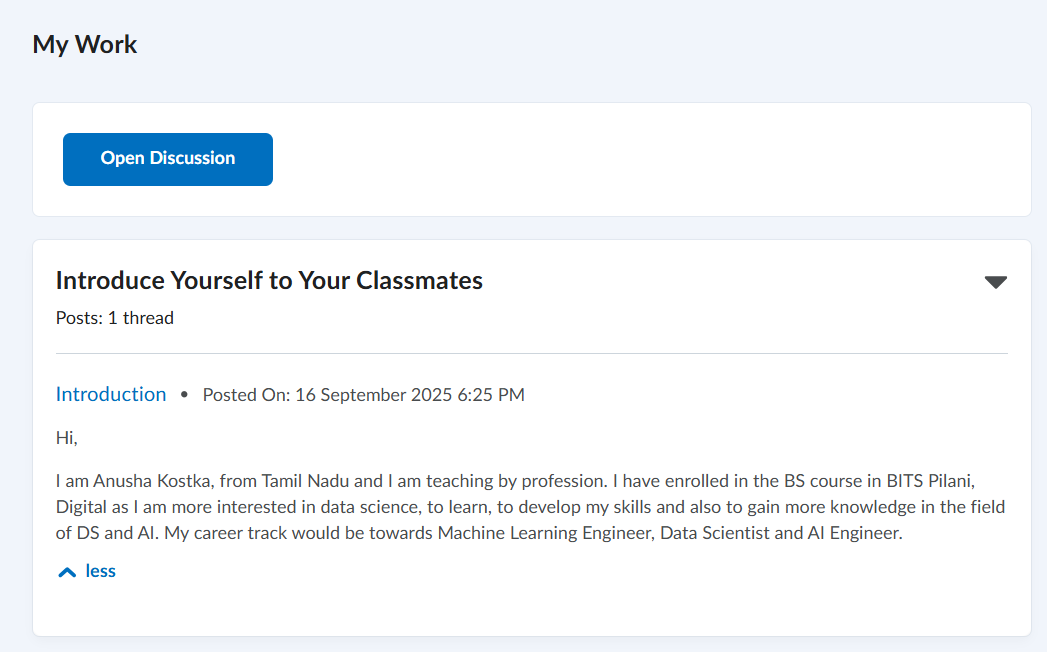 My Work
Open Discussion
Introduce Yourself to Your Classmates
Posts: 1 thread
Introduction • Posted On: 16 September 2025 6:25 PM
Hi,
I am Anusha Kostka, from Tamil Nadu and I am teaching by profession. I have enrolled in the BS course in BITS Pilani,
Digital as I am more interested in data science, to learn, to develop my skills and also to gain more knowledge in the field
of DS and AI. My career track would be towards Machine Learning Engineer, Data Scientist and AI Engineer.
less